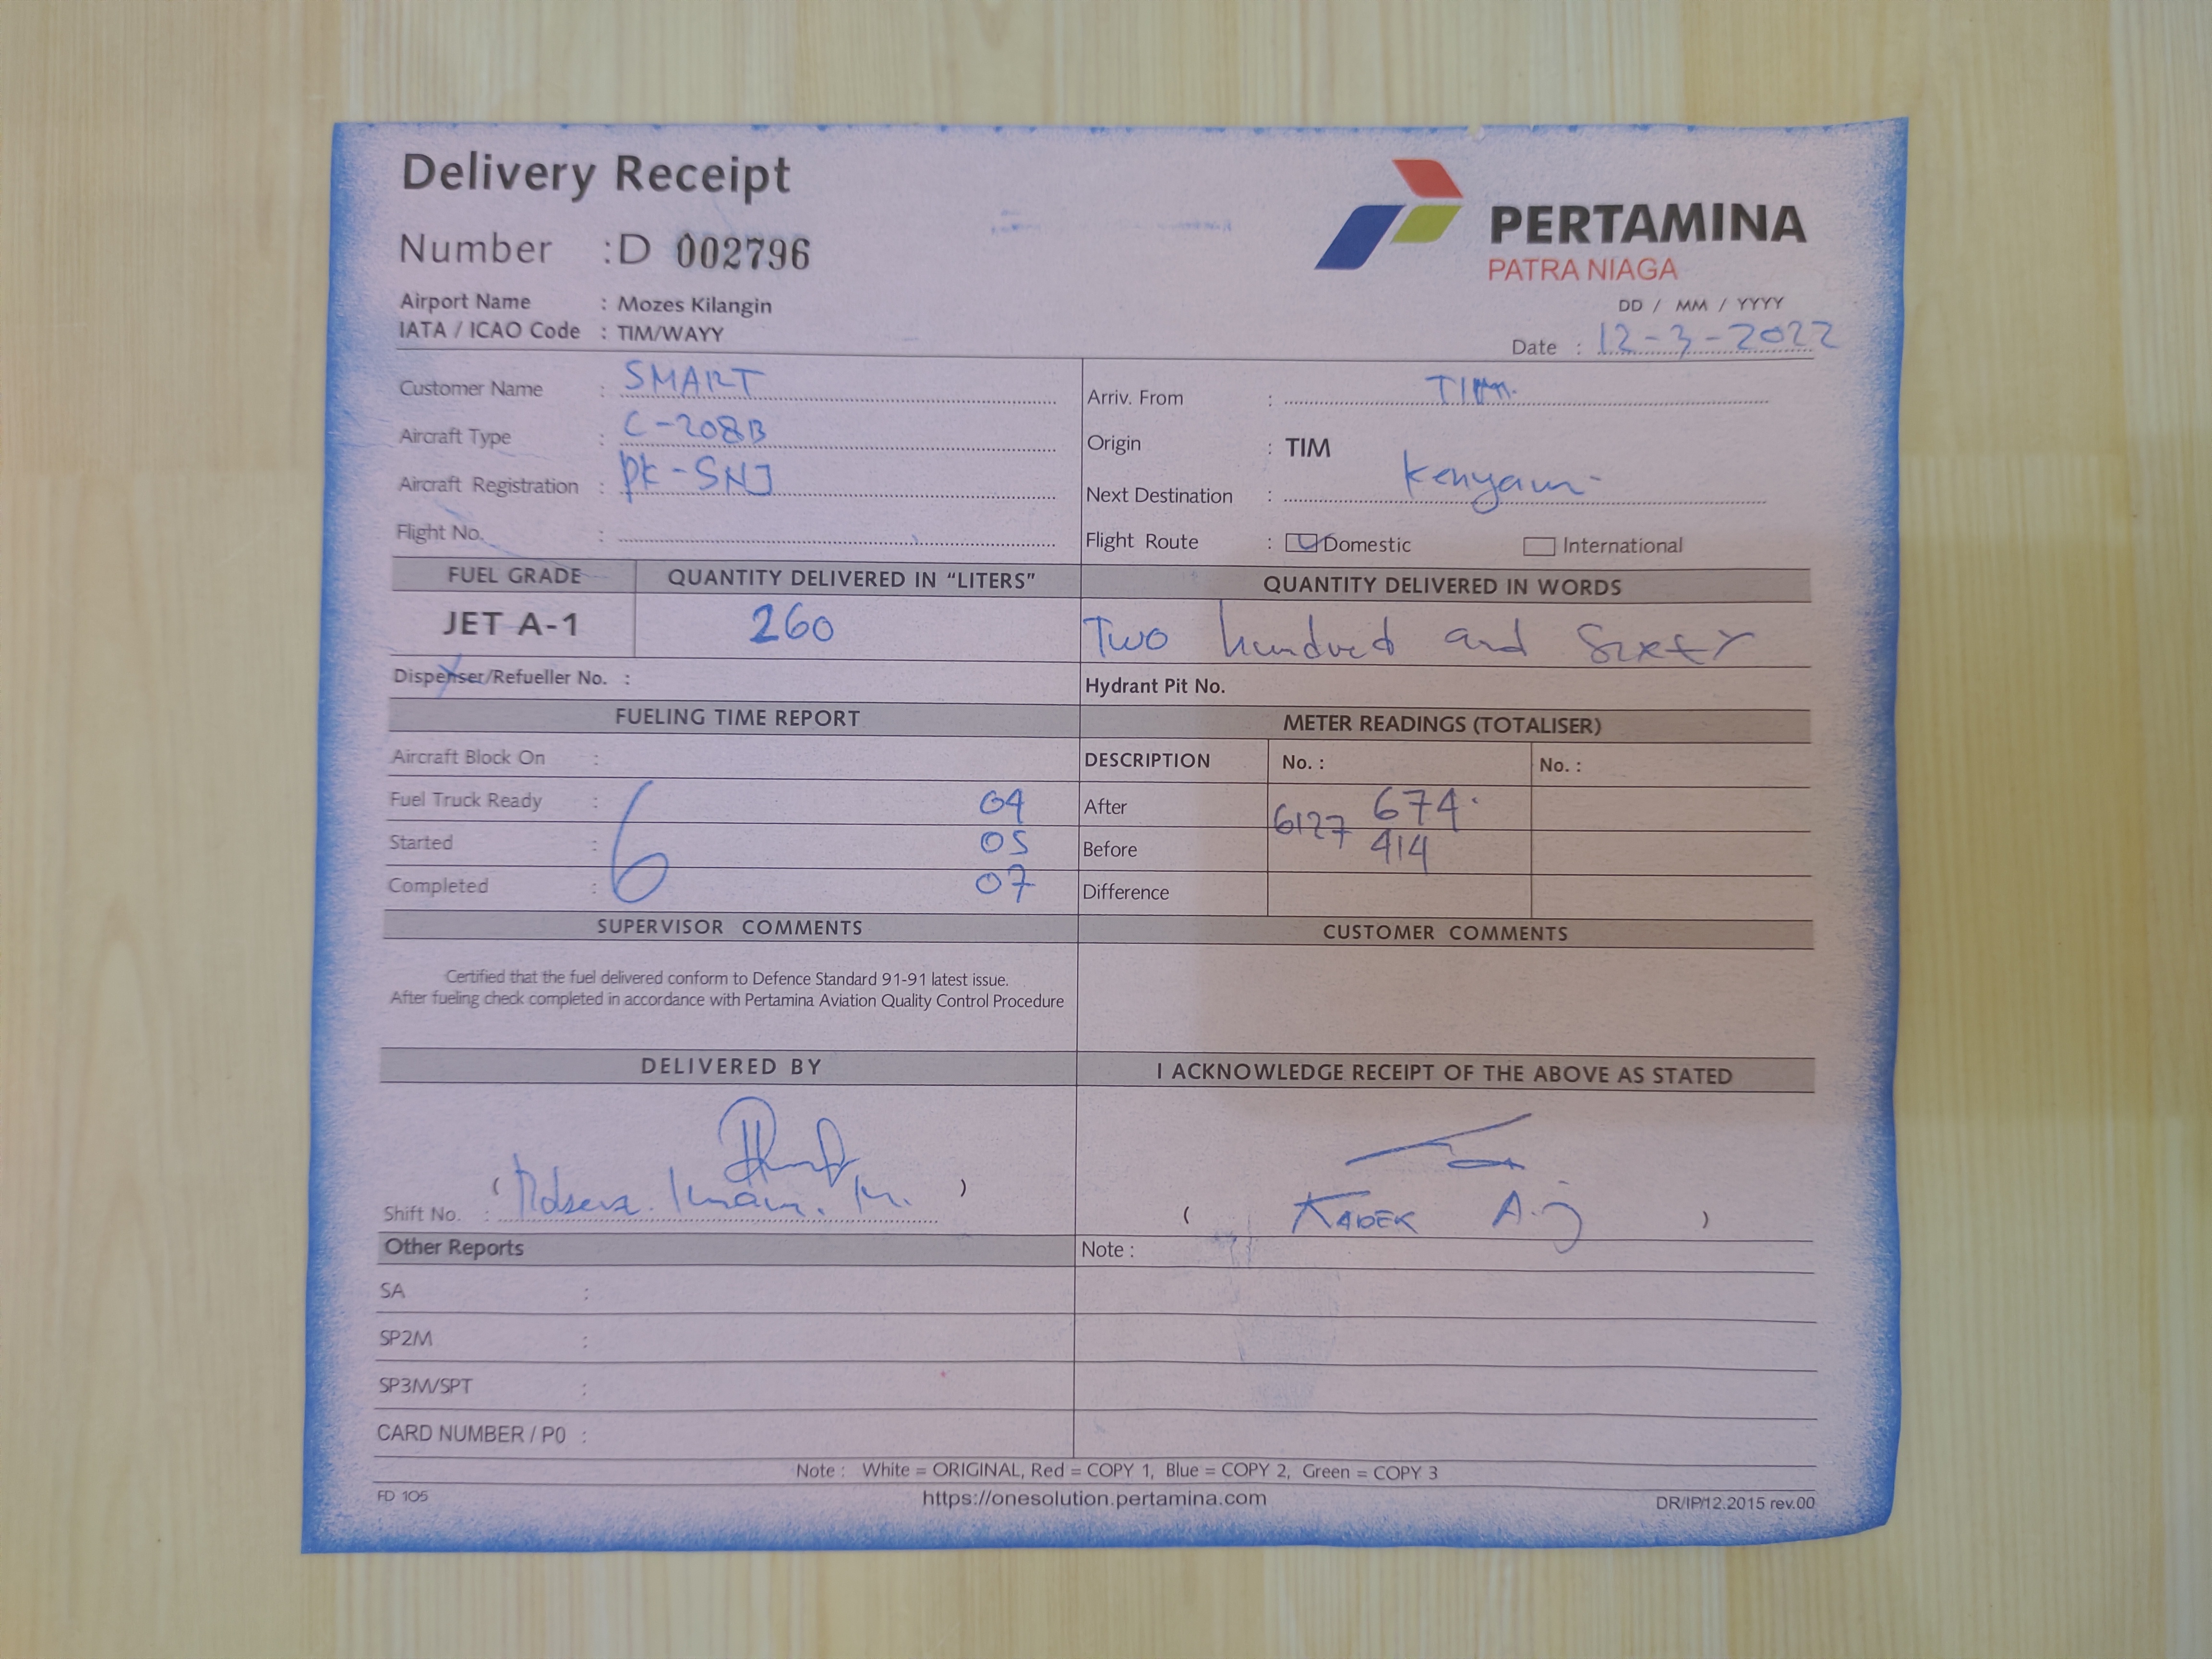 Delivery Receipt
Number : D 002796
PERTAMINA
PATRA NIAGA
Airport Name : Mozes Kilangin
IATA / ICAO Code : TIM/WAYY
DD / MM / YYYY
Date : 12-3-2022
Customer Name : SMART
Aircraft Type : C-208B
Aircraft Registration : PK-SNJ
Flight No. :
Arriv. From : TIM.
Origin : TIM
Next Destination : Kenyam
Flight Route : Domestic International
FUEL GRADE QUANTITY DELIVERED IN "LITERS" QUANTITY DELIVERED IN WORDS
JET A-1 260 Two hundred and Sixty
Dispenser/Refueller No. : Hydrant Pit No.
FUELING TIME REPORT METER READINGS (TOTALISER)
Aircraft Block On : DESCRIPTION No. : No. :
Fuel Truck Ready : 04 After 6127 674.
Started : 6 05 Before 414
Completed : 07 Difference
SUPERVISOR COMMENTS CUSTOMER COMMENTS
Certified that the fuel delivered conform to Defence Standard 91-91 latest issue.
After fueling check completed in accordance with Pertamina Aviation Quality Control Procedure
DELIVERED BY I ACKNOWLEDGE RECEIPT OF THE ABOVE AS STATED
Shift No. : ( ) ( KADEK A.J )
Other Reports Note :
SA :
SP2M :
SP3M/SPT :
CARD NUMBER / P0 :
Note : White = ORIGINAL, Red = COPY 1, Blue = COPY 2, Green = COPY 3
FD 105 https://onesolution.pertamina.com DR/IP/12.2015 rev.00